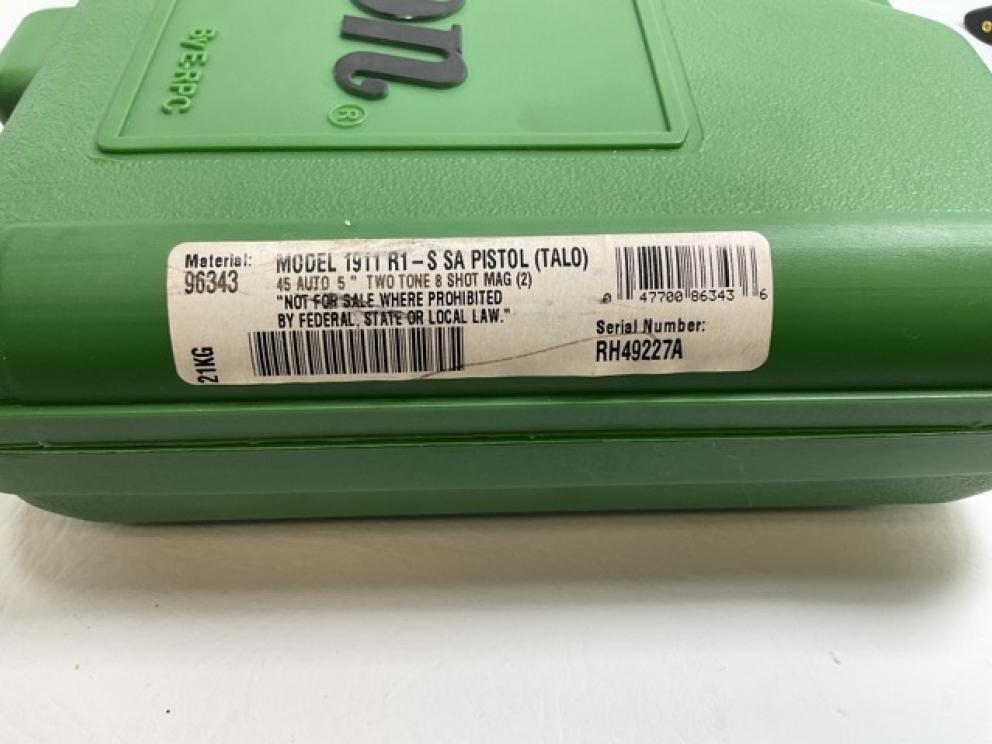 on
®
BY E.R.P.C
Material:
96343
MODEL 1911 R1-S SA PISTOL (TALO)
45 AUTO 5" TWO TONE 8 SHOT MAG (2)
"NOT FOR SALE WHERE PROHIBITED
BY FEDERAL, STATE OR LOCAL LAW."
21KG
0 47700 86343 6
Serial Number:
RH49227A